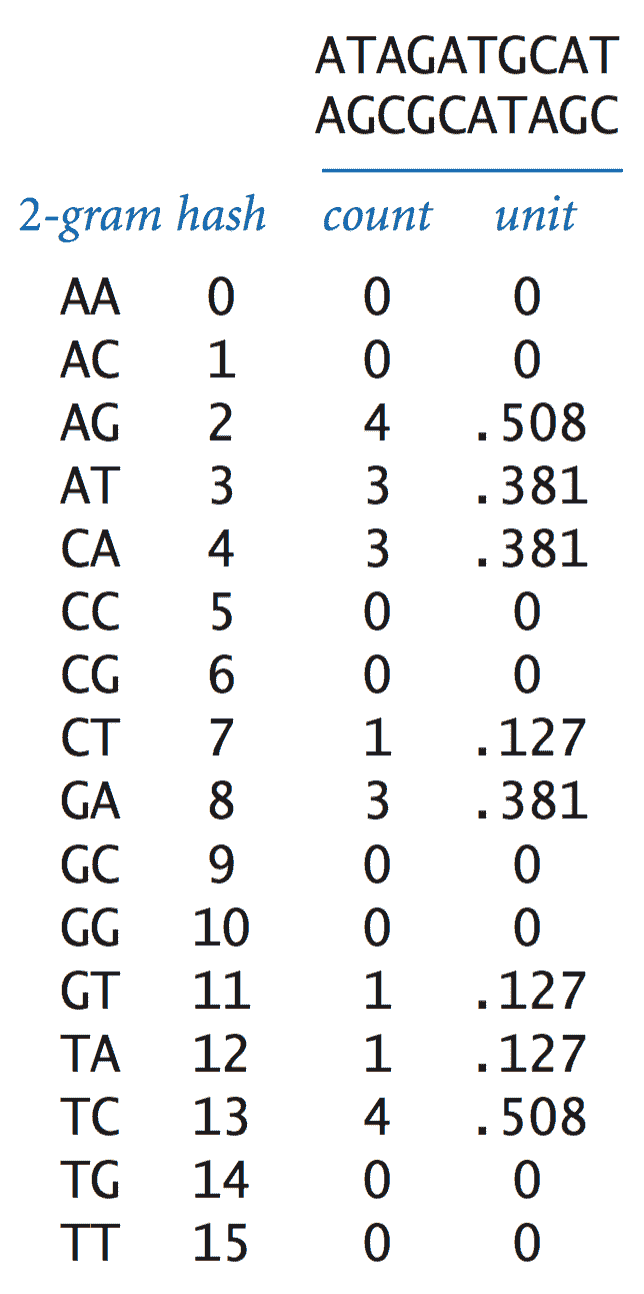 ATAGATGCAT
AGCGCATAGC
2-gram hash count unit
AA 0 0 0
AC 1 0 0
AG 2 4 .508
AT 3 3 .381
CA 4 3 .381
CC 5 0 0
CG 6 0 0
CT 7 1 .127
GA 8 3 .381
GC 9 0 0
GG 10 0 0
GT 11 1 .127
TA 12 1 .127
TC 13 4 .508
TG 14 0 0
TT 15 0 0